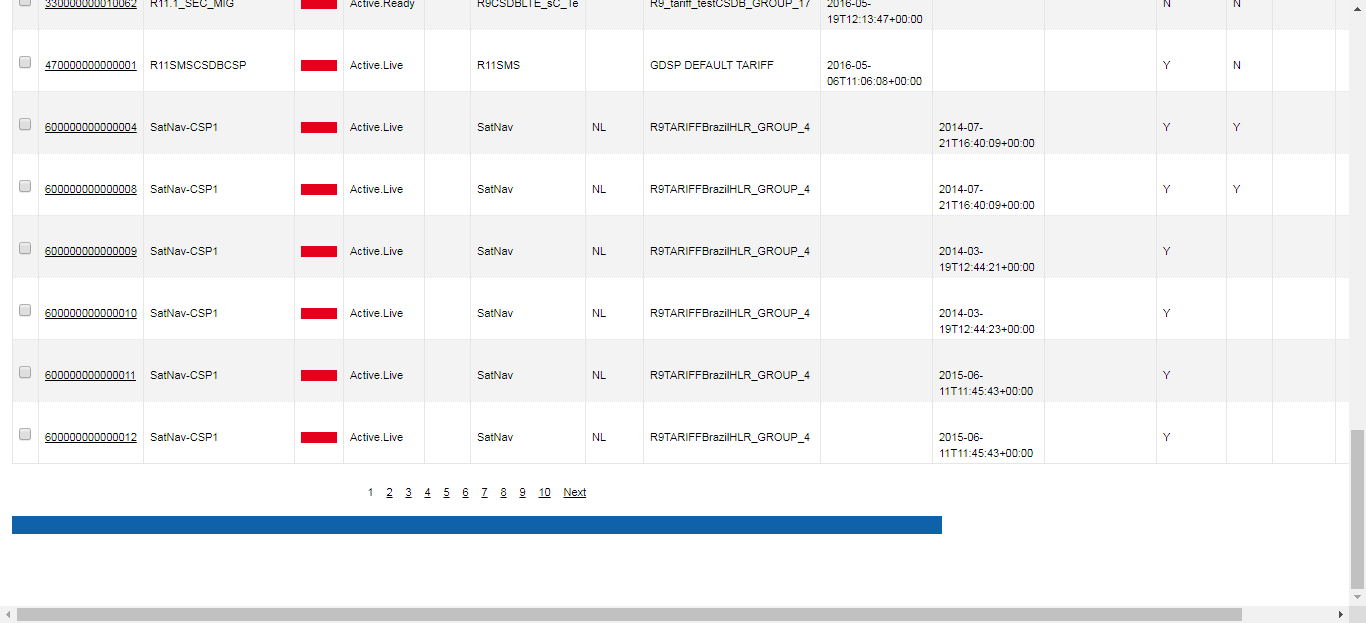 330000000010062 R11.1_SEC_MIG Active.Ready R9CSDBLTE_sC_Te R9_tariff_testCSDB_GROUP_17 2016-05- N N
19T12:13:47+00:00
470000000000001 R11SMSCSDBCSP Active.Live R11SMS GDSP DEFAULT TARIFF 2016-05- Y N
06T11:06:08+00:00
600000000000004 SatNav-CSP1 Active.Live SatNav NL R9TARIFFBrazilHLR_GROUP_4 2014-07- Y Y
21T16:40:09+00:00
600000000000008 SatNav-CSP1 Active.Live SatNav NL R9TARIFFBrazilHLR_GROUP_4 2014-07- Y Y
21T16:40:09+00:00
600000000000009 SatNav-CSP1 Active.Live SatNav NL R9TARIFFBrazilHLR_GROUP_4 2014-03- Y
19T12:44:21+00:00
600000000000010 SatNav-CSP1 Active.Live SatNav NL R9TARIFFBrazilHLR_GROUP_4 2014-03- Y
19T12:44:23+00:00
600000000000011 SatNav-CSP1 Active.Live SatNav NL R9TARIFFBrazilHLR_GROUP_4 2015-06- Y
11T11:45:43+00:00
600000000000012 SatNav-CSP1 Active.Live SatNav NL R9TARIFFBrazilHLR_GROUP_4 2015-06- Y
11T11:45:43+00:00
1 2 3 4 5 6 7 8 9 10 Next